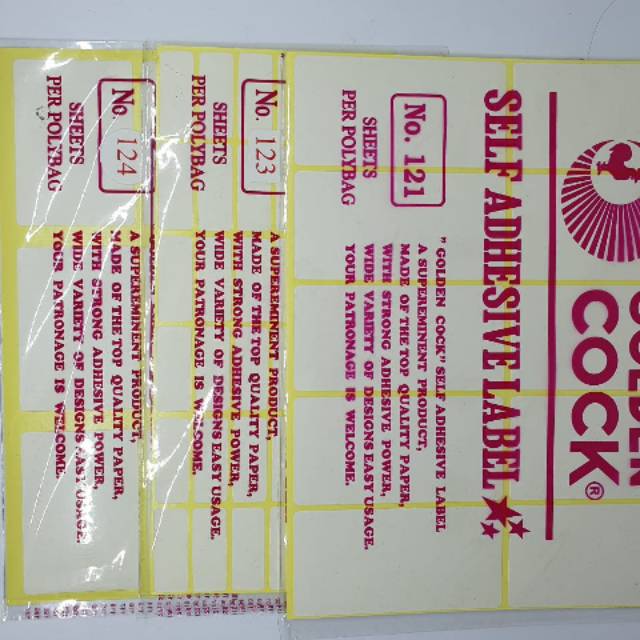 GOLDEN
COCK®
SELF ADHESIVE LABEL
No. 121
SHEETS
PER POLYBAG
"GOLDEN COCK" SELF ADHESIVE LABEL
A SUPEREMINENT PRODUCT,
MADE OF THE TOP QUALITY PAPER,
WITH STRONG ADHESIVE POWER,
WIDE VARIETY OF DESIGNS EASY USAGE.
YOUR PATRONAGE IS WELCOME.
No. 123
SHEETS
PER POLYBAG
A SUPEREMINENT PRODUCT,
MADE OF THE TOP QUALITY PAPER,
WITH STRONG ADHESIVE POWER,
WIDE VARIETY OF DESIGNS EASY USAGE.
YOUR PATRONAGE IS WELCOME.
No. 124
SHEETS
PER POLYBAG
A SUPEREMINENT PRODUCT,
MADE OF THE TOP QUALITY PAPER,
WITH STRONG ADHESIVE POWER,
WIDE VARIETY OF DESIGNS EASY USAGE.
YOUR PATRONAGE IS WELCOME.